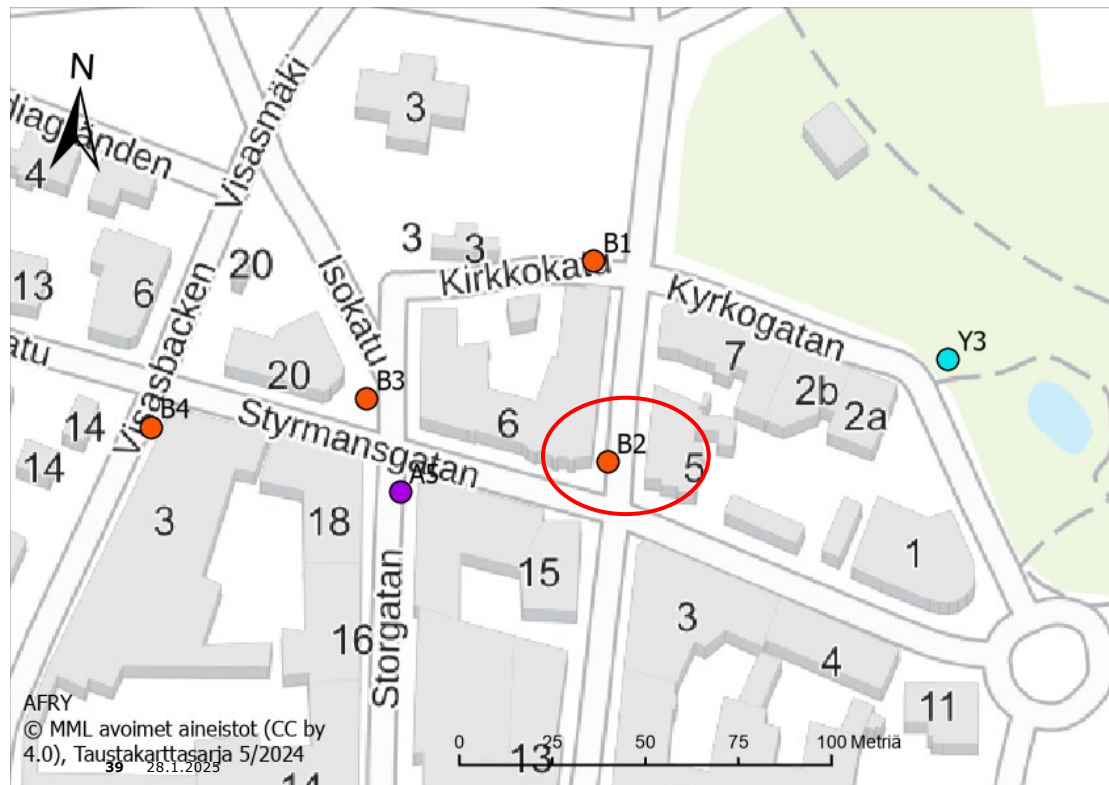 N
diagränden
Visasmäki
3
4
3
3
B1
20
Kirkkokatu
13
6
Isokatu
Kyrkogatan
Visasbacken
Y3
7
atu
20
B3
2b
2a
B4
Styrmansgatan
6
B2
14
5
14
A5
3
18
15
1
Storgatan
3
16
4
11
AFRY
© MML avoimet aineistot (CC by
4.0), Taustakarttasarja 5/2024
39 28.1.2025
0 25 50 75 100 Metriä
13
14